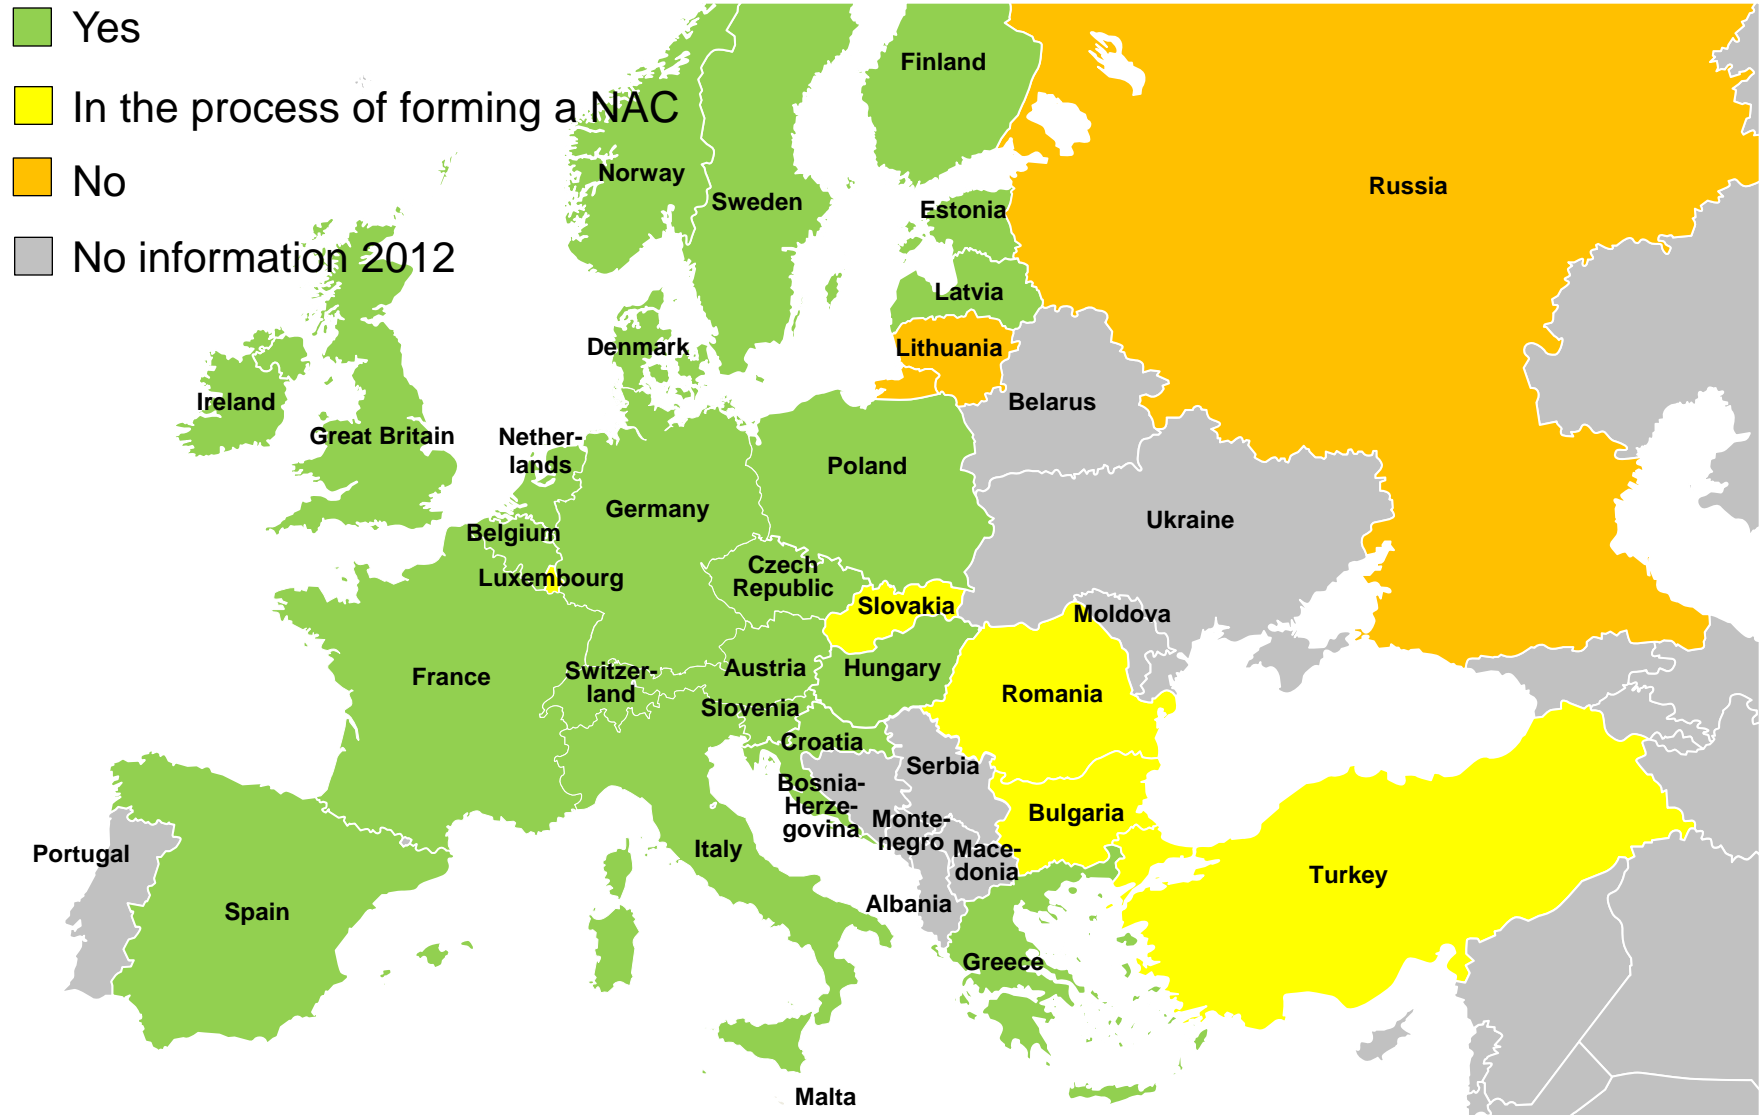 Yes
In the process of forming a NAC
No
No information 2012
Finland
Norway
Sweden
Russia
Estonia
Latvia
Denmark
Lithuania
Ireland
Belarus
Great Britain
Nether-
lands
Poland
Germany
Ukraine
Belgium
Luxembourg
Czech
Republic
Slovakia
Moldova
France
Switzer-
land
Austria
Hungary
Romania
Slovenia
Croatia
Serbia
Bosnia-
Herze-
govina
Bulgaria
Monte-
negro
Mace-
donia
Portugal
Italy
Turkey
Spain
Albania
Greece
Malta